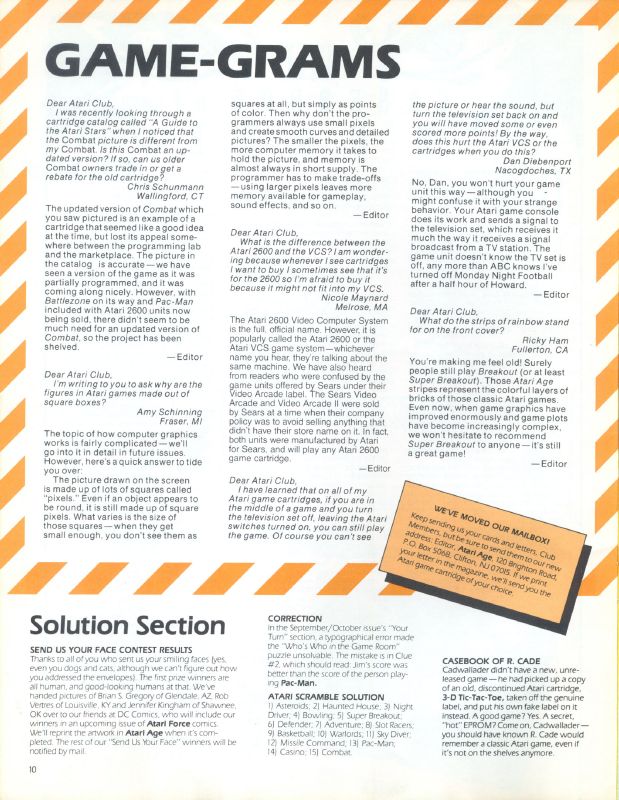 GAME-GRAMS
Dear Atari Club,
I was recently looking through a
cartridge catalog called "A Guide to
the Atari Stars" when I noticed that
the Combat picture is different from
my Combat. Is this Combat an up-
dated version? If so, can us older
Combat owners trade in or get a
rebate for the old cartridge?
Chris Schunmann
Wallingford, CT
The updated version of Combat which
you saw pictured is an example of a
cartridge that seemed like a good idea
at the time, but lost its appeal some-
where between the programming lab
and the marketplace. The picture in
the catalog is accurate — we have
seen a version of the game as it was
partially programmed, and it was
coming along nicely. However, with
Battlezone on its way and Pac-Man
included with Atari 2600 units now
being sold, there didn't seem to be
much need for an updated version of
Combat, so the project has been
shelved.
— Editor
Dear Atari Club,
I'm writing to you to ask why are the
figures in Atari games made out of
square boxes?
Amy Schinning
Fraser, MI
The topic of how computer graphics
works is fairly complicated — we'll
go into it in detail in future issues.
However, here's a quick answer to tide
you over:
The picture drawn on the screen
is made up of lots of squares called
"pixels." Even if an object appears to
be round, it is still made up of square
pixels. What varies is the size of
those squares — when they get
small enough, you don't see them as
squares at all, but simply as points
of color. Then why don't the pro-
grammers always use small pixels
and create smooth curves and detailed
pictures? The smaller the pixels, the
more computer memory it takes to
hold the picture, and memory is
almost always in short supply. The
programmer has to make trade-offs
— using larger pixels leaves more
memory available for gameplay,
sound effects, and so on.
— Editor
Dear Atari Club,
What is the difference between the
Atari 2600 and the VCS? I am wonder-
ing because wherever I see cartridges
I want to buy I sometimes see that it's
for the 2600 so I'm afraid to buy it
because it might not fit into my VCS.
Nicole Maynard
Melrose, MA
The Atari 2600 Video Computer System
is the full, official name. However, it is
popularly called the Atari 2600 or the
Atari VCS game system — whichever
name you hear, they're talking about the
same machine. We have also heard
from readers who were confused by the
game units offered by Sears under their
Video Arcade label. The Sears Video
Arcade and Video Arcade II were sold
by Sears at a time when their company
policy was to avoid selling anything that
didn't have their store name on it. In fact,
both units were manufactured by Atari
for Sears, and will play any Atari 2600
game cartridge.
— Editor
Dear Atari Club,
I have learned that on all of my
Atari game cartridges, if you are in
the middle of a game and you turn
the television set off, leaving the Atari
switches turned on, you can still play
the game. Of course you can't see
the picture or hear the sound, but
turn the television set back on and
you will have moved some or even
scored more points! By the way,
does this hurt the Atari VCS or the
cartridges when you do this?
Dan Diebenport
Nacogdoches, TX
No, Dan, you won't hurt your game
unit this way — although you
might confuse it with your strange
behavior. Your Atari game console
does its work and sends a signal to
the television set, which receives it
much the way it receives a signal
broadcast from a TV station. The
game unit doesn't know the TV set is
off, any more than ABC knows I've
turned off Monday Night Football
after a half hour of Howard.
— Editor
Dear Atari Club,
What do the strips of rainbow stand
for on the front cover?
Ricky Ham
Fullerton, CA
You're making me feel old! Surely
people still play Breakout (or at least
Super Breakout). Those Atari Age
stripes represent the colorful layers of
bricks of those classic Atari games.
Even now, when game graphics have
improved enormously and game plots
have become increasingly complex,
we won't hesitate to recommend
Super Breakout to anyone — it's still
a great game!
— Editor
WE'VE MOVED OUR MAILBOX!
Keep sending us your cards and letters, Club
Members, but be sure to send them to our new
address: Editor, Atari Age, 120 Brighton Road,
P.O. Box 5068, Clifton, NJ 07015. If we print
your letter in the magazine, we'll send you the
Atari game cartridge of your choice.
Solution Section
SEND US YOUR FACE CONTEST RESULTS
Thanks to all of you who sent us your smiling faces (yes,
even you dogs and cats, although we can't figure out how
you addressed the envelopes). The first prize winners are
all human, and good-looking humans at that. We've
handed pictures of Brian S. Gregory of Glendale, AZ, Rob
Vettres of Louisville, KY and Jennifer Kingham of Shawnee,
OK over to our friends at DC Comics, who will include our
winners in an upcoming issue of Atari Force comics.
We'll reprint the artwork in Atari Age when it's com-
pleted. The rest of our "Send Us Your Face" winners will be
notified by mail.
CORRECTION
In the September/October issue's "Your
Turn" section, a typographical error made
the "Who's Who in the Game Room"
puzzle unsolvable. The mistake is in Clue
#2, which should read: Jim's score was
better than the score of the person play-
ing Pac-Man.
ATARI SCRAMBLE SOLUTION
1) Asteroids; 2) Haunted House; 3) Night
Driver; 4) Bowling; 5) Super Breakout;
6) Defender; 7) Adventure; 8) Slot Racers;
9) Basketball; 10) Warlords; 11) Sky Diver;
12) Missile Command; 13) Pac-Man;
14) Casino; 15) Combat.
CASEBOOK OF R. CADE
Cadwallader didn't have a new, unre-
leased game — he had picked up a copy
of an old, discontinued Atari cartridge,
3-D Tic-Tac-Toe, taken off the genuine
label, and put his own fake label on it
instead. A good game? Yes. A secret,
"hot" EPROM? Come on, Cadwallader —
you should have known R. Cade would
remember a classic Atari game, even if
it's not on the shelves anymore.
10